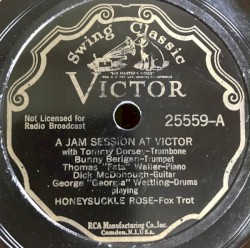 Swing Classic
"HIS MASTER'S VOICE"
VICTOR
Not Licensed for
Radio Broadcast
25559-A
A JAM SESSION AT VICTOR
with Tommy Dorsey-Trombone
Bunny Berigan-Trumpet
Thomas "Fats" Waller-Piano
Dick McDonough-Guitar
George "Georgia" Wettling-Drums
playing
HONEYSUCKLE ROSE-Fox Trot
RCA Manufacturing Co., Inc.
Camden, N.J., U.S.A.